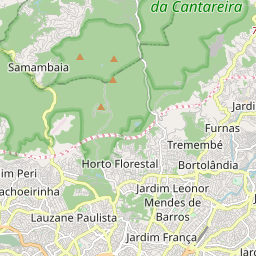 da Cantareira
Samambaia
Jardi
Furnas
Tremembé
Horto Florestal
Bortolândia
im Peri
achoeirinha
Jardim Leonor
Mendes de
Barros
Lauzane Paulista
Jard
Jardim França